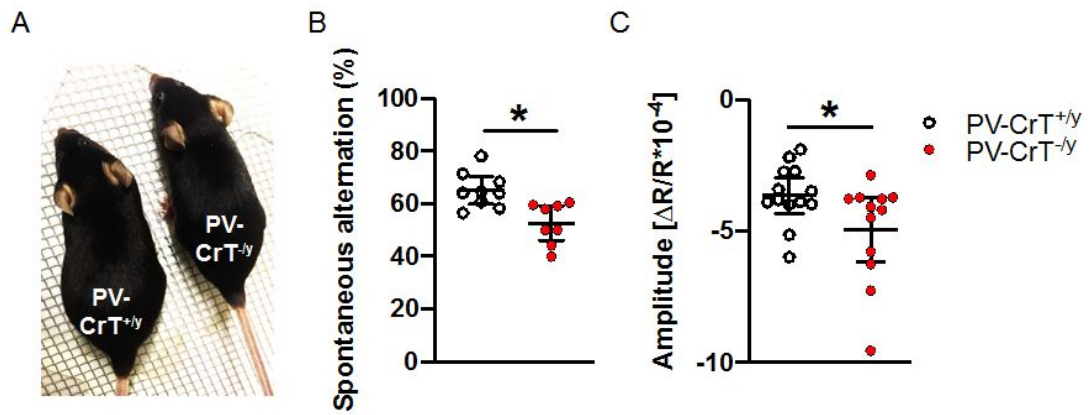 A
PV-
CrT+/y
PV-
CrT-/y
B
Spontaneous alternation (%)
100
80
60
40
20
0
*
C
Amplitude [ΔR/R*10-4]
0
-5
-10
*
PV-CrT+/y
PV-CrT-/y